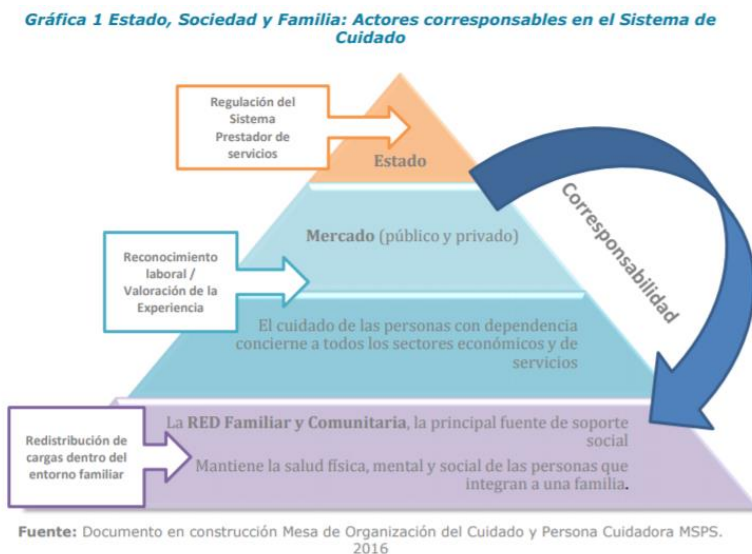 Gráfica 1 Estado, Sociedad y Familia: Actores corresponsables en el Sistema de
Cuidado
Regulación del
Sistema
Prestador de
servicios
Estado
Mercado (público y privado)
Corresponsabilidad
Reconocimiento
laboral /
Valoración de la
Experiencia
El cuidado de las personas con dependencia
concierne a todos los sectores económicos y de
servicios
Redistribución de
cargas dentro del
entorno familiar
La RED Familiar y Comunitaria, la principal fuente de soporte
social
Mantiene la salud física, mental y social de las personas que
integran a una familia.
Fuente: Documento en construcción Mesa de Organización del Cuidado y Persona Cuidadora MSPS.
2016